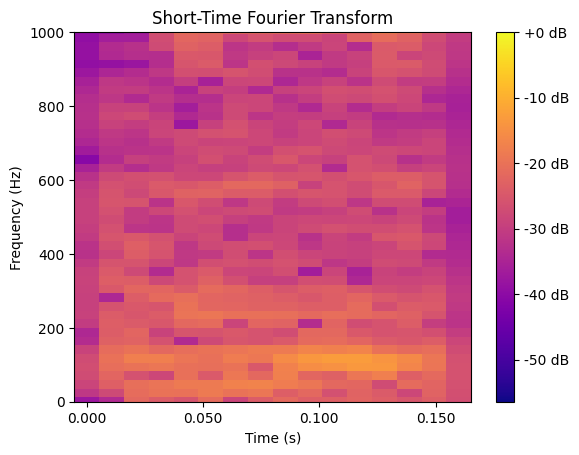 Short-Time Fourier Transform
1000
800
600
400
200
0
Frequency (Hz)
0.000
0.050
0.100
0.150
Time (s)
+0 dB
-10 dB
-20 dB
-30 dB
-40 dB
-50 dB